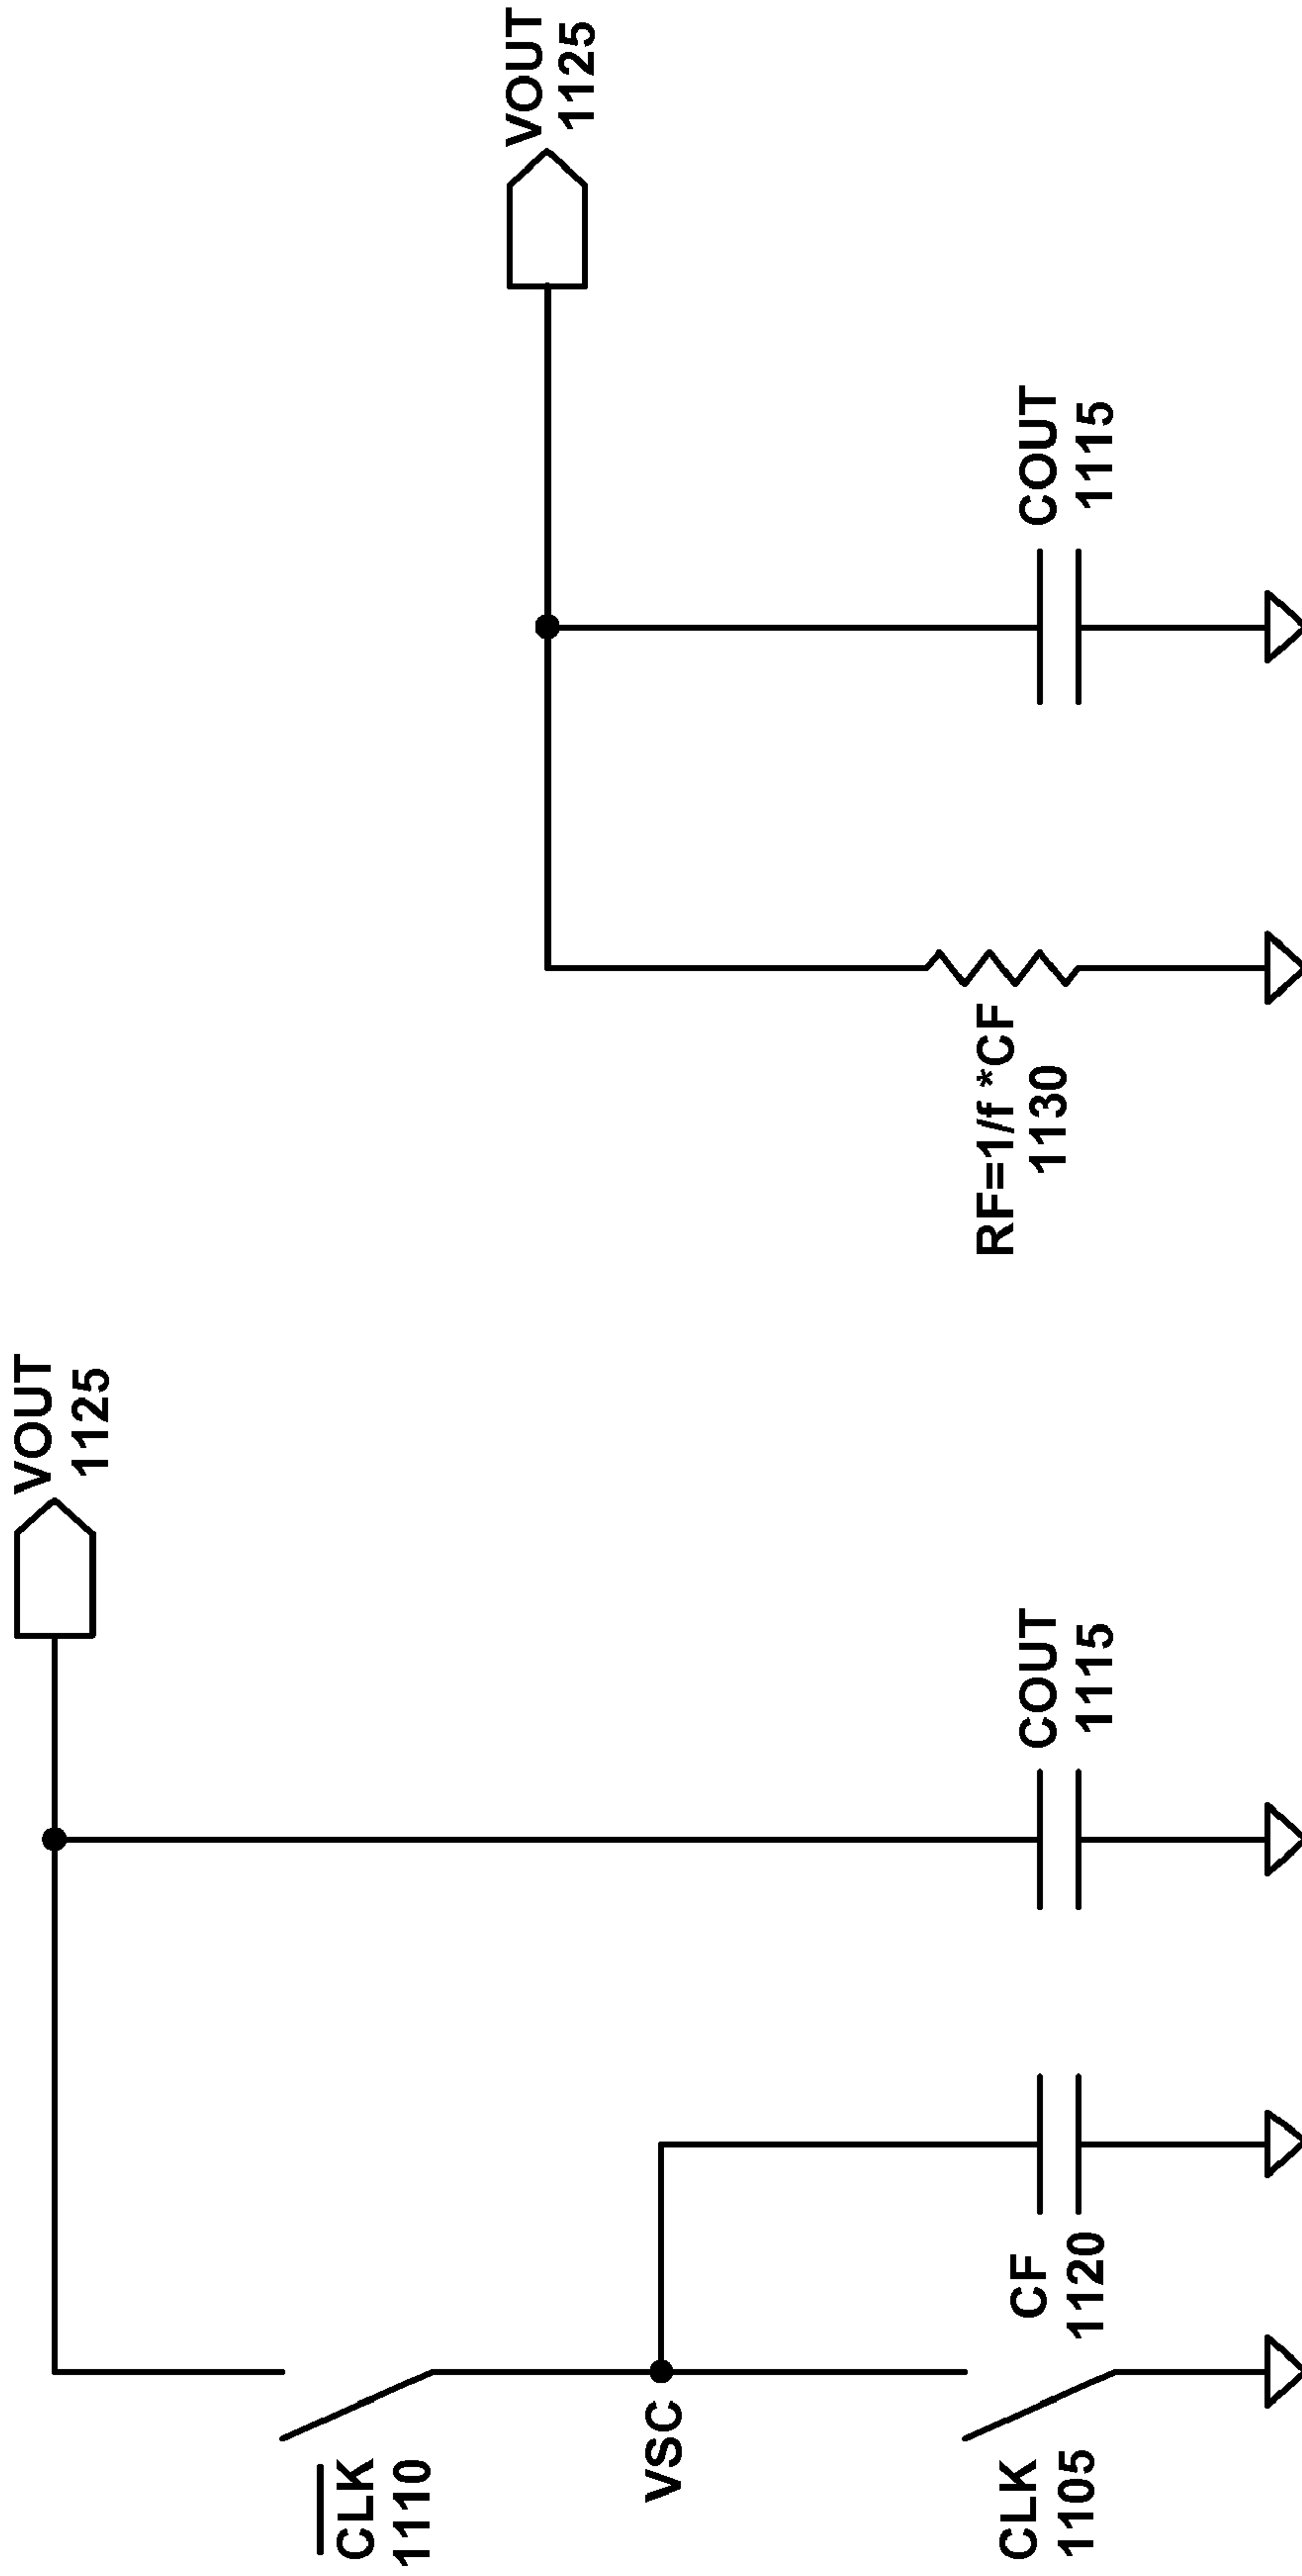 VOUT
1125
CLK
1110
VSC
CLK
1105
CF
1120
COUT
1115
VOUT
1125
RF=1/f *CF
1130
COUT
1115